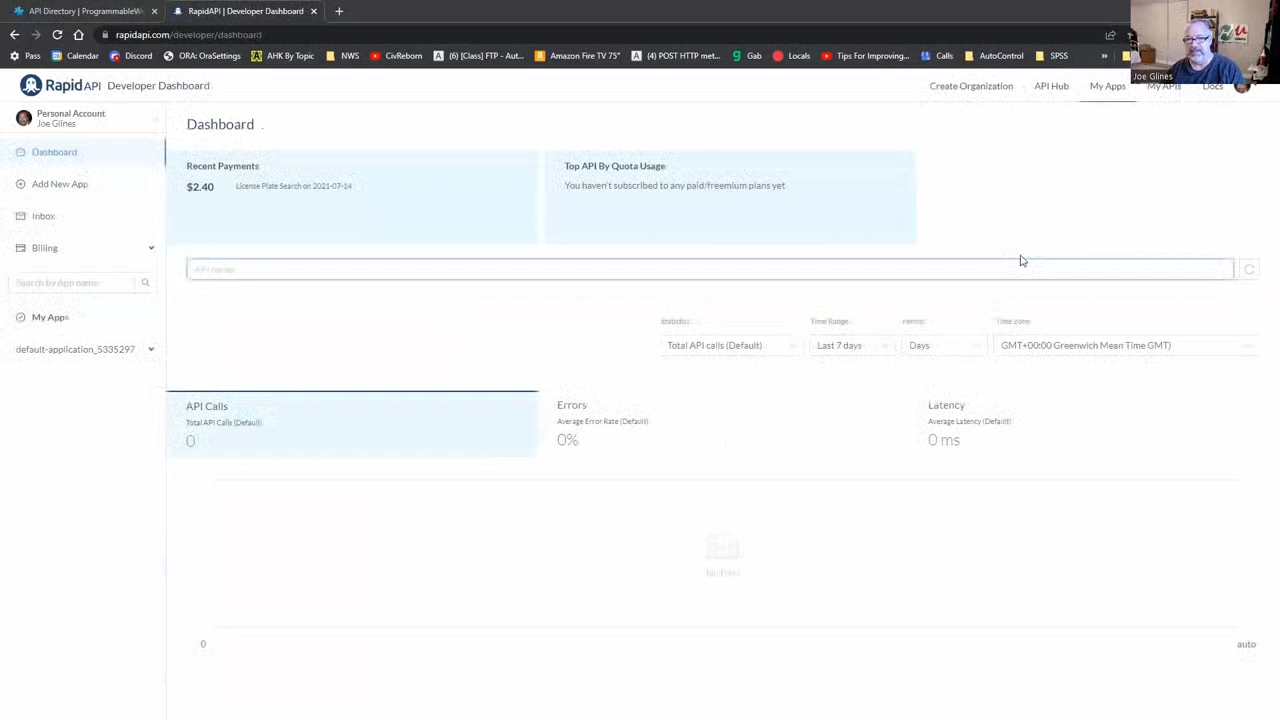 API Directory | ProgrammableWe
RapidAPI | Developer Dashboard
rapidapi.com/developer/dashboard
Pass
Calendar
Discord
ORA: OraSettings
AHK By Topic
NWS
CivReborn
(6) [Class] FTP - Aut...
Amazon Fire TV 75"
(4) POST HTTP met...
Gab
Locals
Tips For Improving...
Calls
AutoControl
SPSS
Joe Glines
Rapid API Developer Dashboard
Create Organization
API Hub
My Apps
My APIs
Docs
Personal Account
Joe Glines
Dashboard
Add New App
Inbox
Billing
Search by App name
My Apps
default-application_5335297
Dashboard
Recent Payments
$2.40 License Plate Search on 2021-07-14
Top API By Quota Usage
You haven't subscribed to any paid/freemium plans yet
API name
Statistics
Time Range
Period
Time Zone
Total API calls (Default)
Last 7 days
Days
GMT+00:00 Greenwich Mean Time GMT)
API Calls
Total API Calls (Default)
0
Errors
Average Error Rate (Default)
0%
Latency
Average Latency (Default)
0 ms
No Data
0
auto